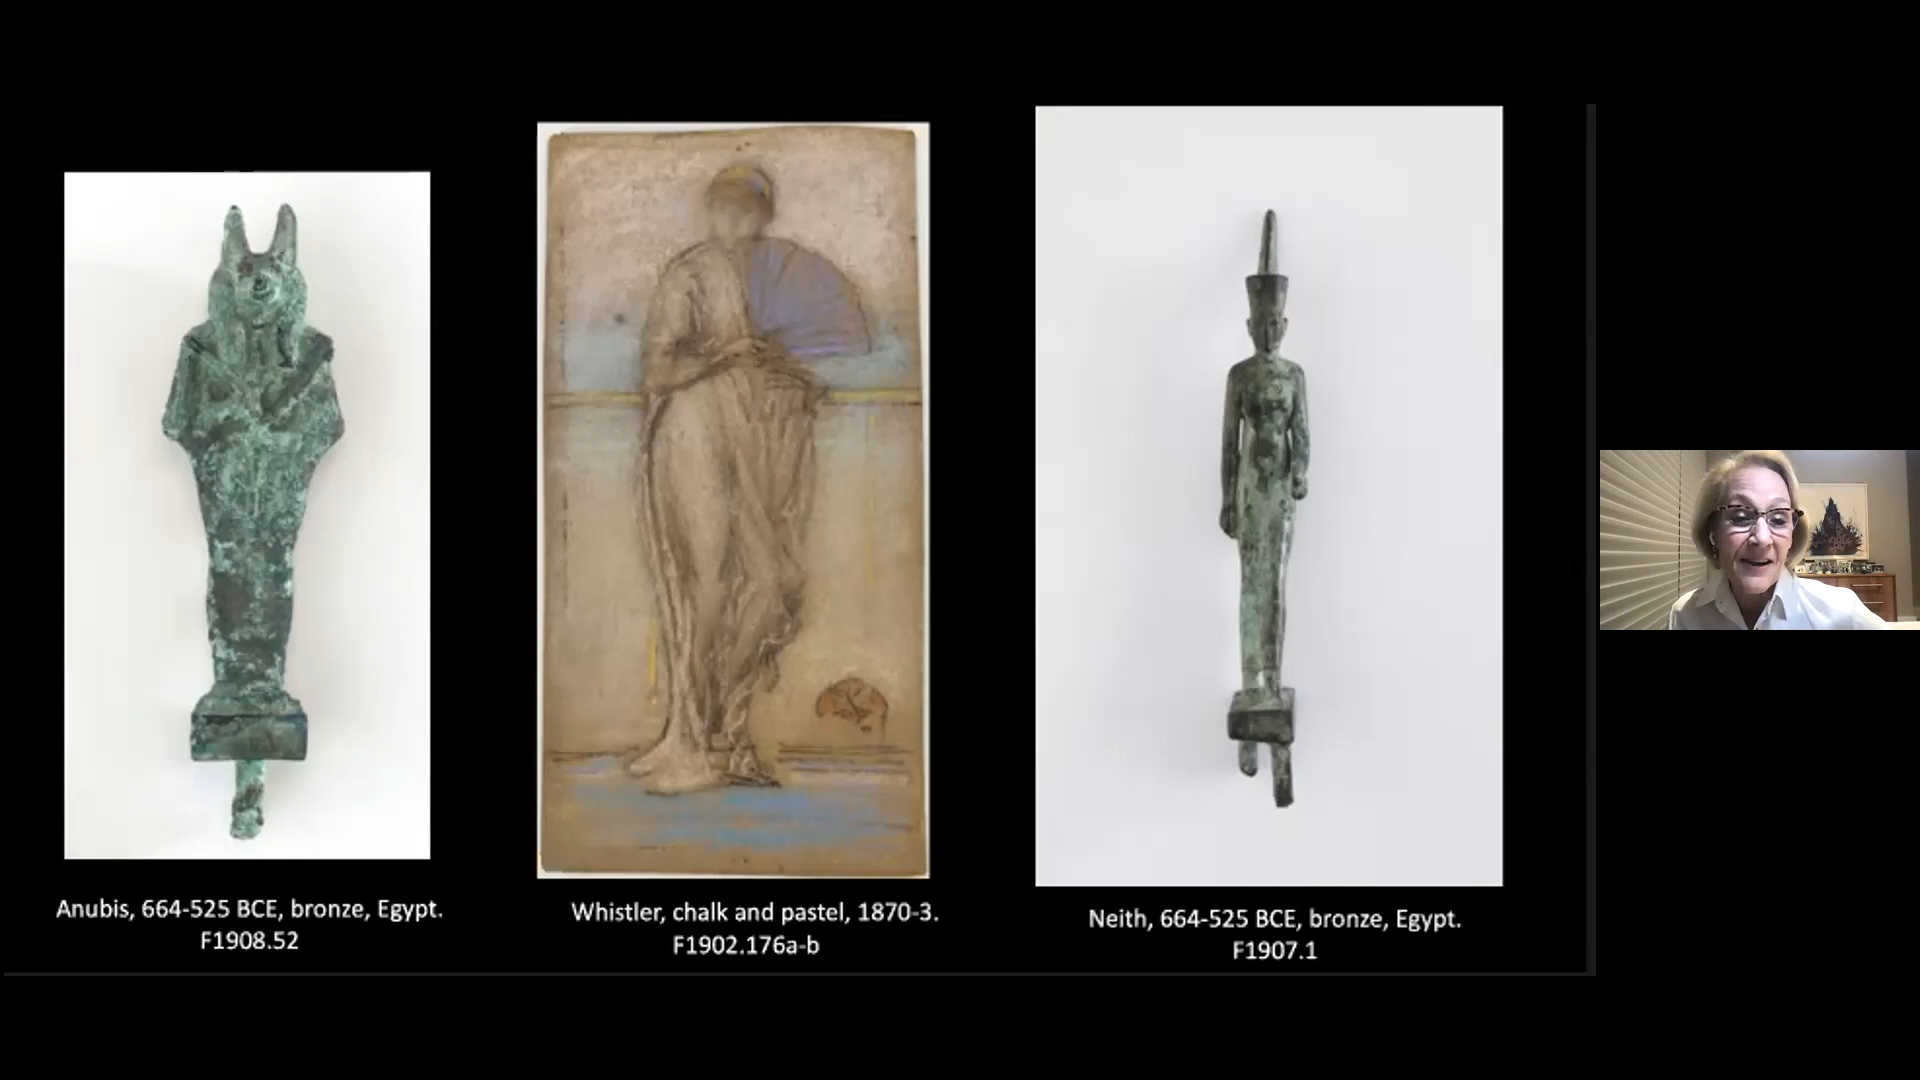 Anubis, 664-525 BCE, bronze, Egypt.
F1908.52
Whistler, chalk and pastel, 1870-3.
F1902.176a-b
Neith, 664-525 BCE, bronze, Egypt.
F1907.1